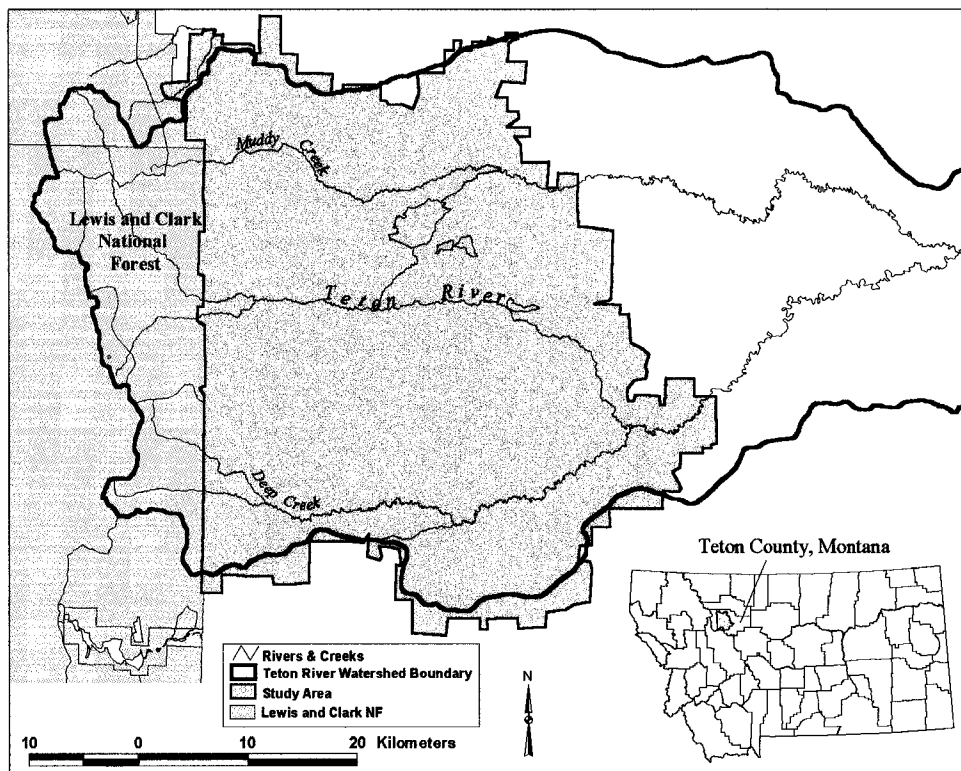 Muddy Creek
Lewis and Clark
National
Forest
Teton River
Deep Creek
Teton County, Montana
Rivers & Creeks
Teton River Watershed Boundary
Study Area
Lewis and Clark NF
N
10 0 10 20 Kilometers